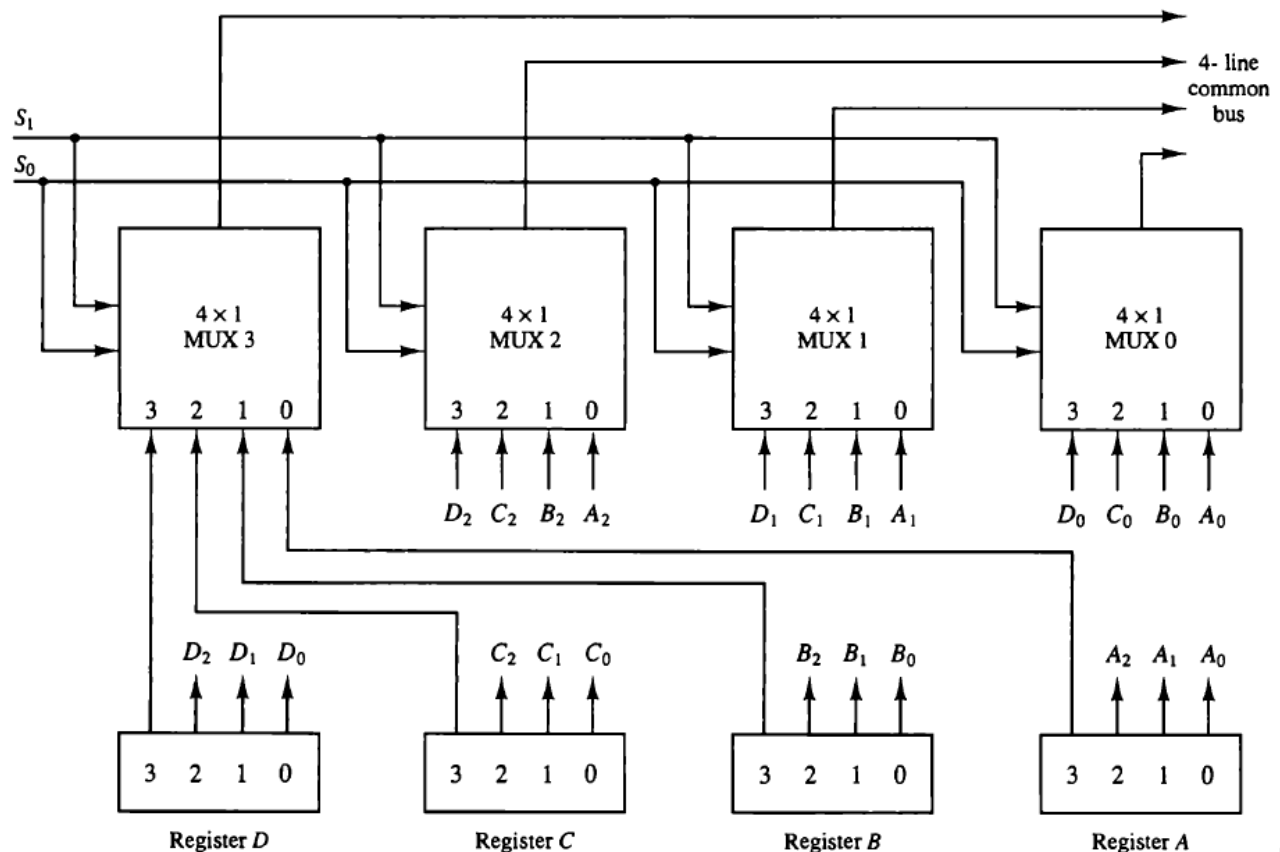 4- line
common
bus
S₁
S₀
4 × 1
MUX 3
4 × 1
MUX 2
4 × 1
MUX 1
4 × 1
MUX 0
3 2 1 0
3 2 1 0
3 2 1 0
3 2 1 0
D₂ C₂ B₂ A₂
D₁ C₁ B₁ A₁
D₀ C₀ B₀ A₀
D₂ D₁ D₀
C₂ C₁ C₀
B₂ B₁ B₀
A₂ A₁ A₀
3 2 1 0
3 2 1 0
3 2 1 0
3 2 1 0
Register D
Register C
Register B
Register A